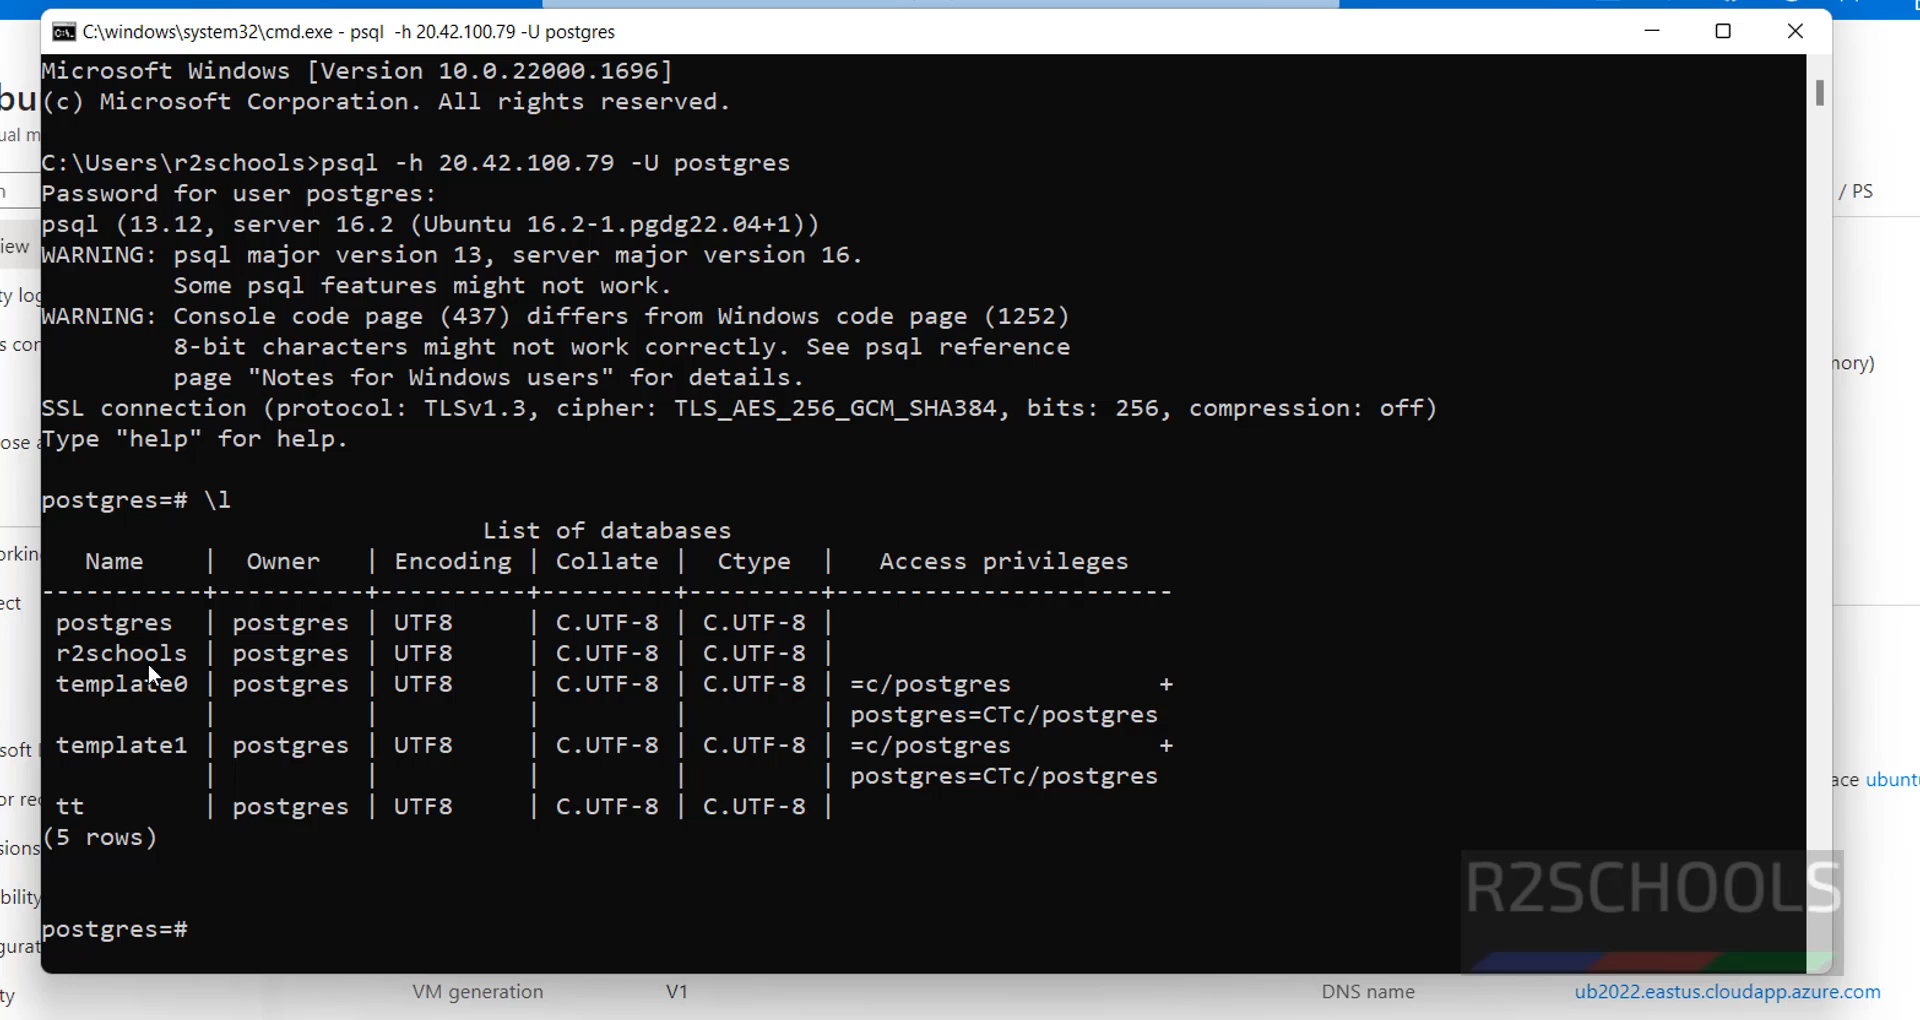 C:\windows\system32\cmd.exe - psql  -h 20.42.100.79 -U postgres
Microsoft Windows [Version 10.0.22000.1696]
(c) Microsoft Corporation. All rights reserved.
C:\Users\r2schools>psql -h 20.42.100.79 -U postgres
Password for user postgres:
psql (13.12, server 16.2 (Ubuntu 16.2-1.pgdg22.04+1))
WARNING: psql major version 13, server major version 16.
         Some psql features might not work.
WARNING: Console code page (437) differs from Windows code page (1252)
         8-bit characters might not work correctly. See psql reference
         page "Notes for Windows users" for details.
SSL connection (protocol: TLSv1.3, cipher: TLS_AES_256_GCM_SHA384, bits: 256, compression: off)
Type "help" for help.
postgres=# \l
                              List of databases
   Name    |  Owner   | Encoding | Collate |  Ctype  |   Access privileges
-----------+----------+----------+---------+---------+-----------------------
 postgres  | postgres | UTF8     | C.UTF-8 | C.UTF-8 |
 r2schools | postgres | UTF8     | C.UTF-8 | C.UTF-8 |
 template0 | postgres | UTF8     | C.UTF-8 | C.UTF-8 | =c/postgres          +
           |          |          |         |         | postgres=CTc/postgres
 template1 | postgres | UTF8     | C.UTF-8 | C.UTF-8 | =c/postgres          +
           |          |          |         |         | postgres=CTc/postgres
 tt        | postgres | UTF8     | C.UTF-8 | C.UTF-8 |
(5 rows)
postgres=#
R2SCHOOLS
/ PS
VM generation V1 DNS name ub2022.eastus.cloudapp.azure.com